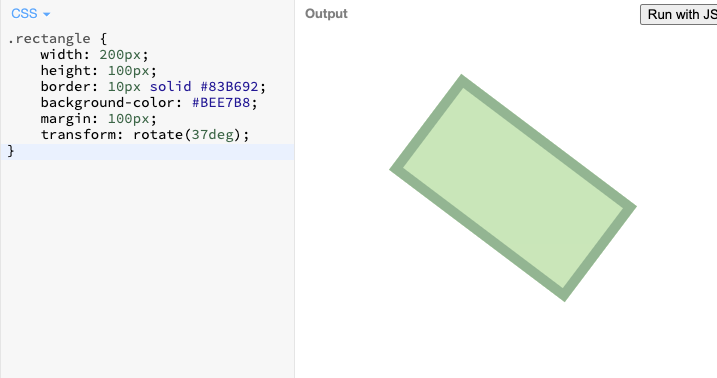 CSS
.rectangle {
    width: 200px;
    height: 100px;
    border: 10px solid #83B692;
    background-color: #BEE7B8;
    margin: 100px;
    transform: rotate(37deg);
}
Output
Run with JS